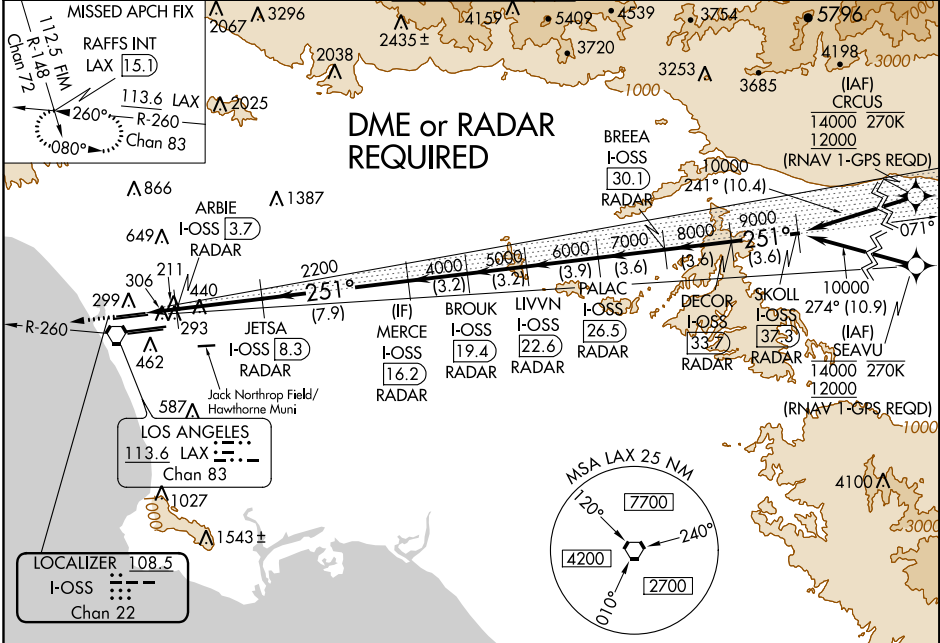 MISSED APCH FIX
112.5 FIM
R-148
Chan 72
RAFFS INT
LAX 15.1
113.6 LAX
260° R-260
Chan 83
080°
2067
3296
2435 ±
4159
5409
4539
3754
5796
7000
2038
3720
3253
3685
4198
3000
2025
1000
DME or RADAR
REQUIRED
(IAF)
CRCUS
14000 270K
12000
(RNAV 1-GPS REQD)
BREEA
I-OSS
30.1
RADAR
10000
241° (10.4)
866
1387
649
ARBIE
I-OSS 3.7
RADAR
071°
306
211
440
299
293
462
2200
251°
(7.9)
4000
(3.2)
5000
(3.2)
6000
(3.9)
7000
(3.6)
8000
(3.6)
9000
251°
(3.6)
10000
274° (10.9)
R-260
JETSA
I-OSS 8.3
RADAR
(IF)
MERCE
I-OSS
16.2
RADAR
BROUK
I-OSS
19.4
RADAR
LIVVN
I-OSS
22.6
RADAR
PALAC
I-OSS
26.5
RADAR
DECOR
I-OSS
33.7
RADAR
SKOLL
I-OSS
37.3
RADAR
(IAF)
SEAVU
14000 270K
12000
(RNAV 1-GPS REQD)
1000
Jack Northrop Field/
Hawthorne Muni
587
LOS ANGELES
113.6 LAX
Chan 83
1027
1000
1543 ±
LOCALIZER 108.5
I-OSS
Chan 22
MSA LAX 25 NM
120°
7700
240°
4200
2700
010°
4100
3000